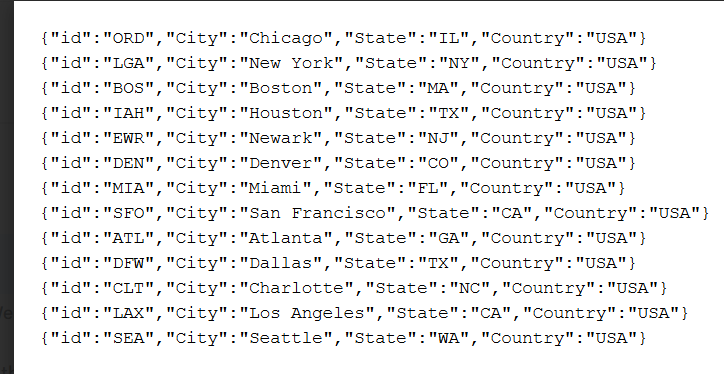 {"id":"ORD","City":"Chicago","State":"IL","Country":"USA"}
{"id":"LGA","City":"New York","State":"NY","Country":"USA"}
{"id":"BOS","City":"Boston","State":"MA","Country":"USA"}
{"id":"IAH","City":"Houston","State":"TX","Country":"USA"}
{"id":"EWR","City":"Newark","State":"NJ","Country":"USA"}
{"id":"DEN","City":"Denver","State":"CO","Country":"USA"}
{"id":"MIA","City":"Miami","State":"FL","Country":"USA"}
{"id":"SFO","City":"San Francisco","State":"CA","Country":"USA"}
{"id":"ATL","City":"Atlanta","State":"GA","Country":"USA"}
{"id":"DFW","City":"Dallas","State":"TX","Country":"USA"}
{"id":"CLT","City":"Charlotte","State":"NC","Country":"USA"}
{"id":"LAX","City":"Los Angeles","State":"CA","Country":"USA"}
{"id":"SEA","City":"Seattle","State":"WA","Country":"USA"}